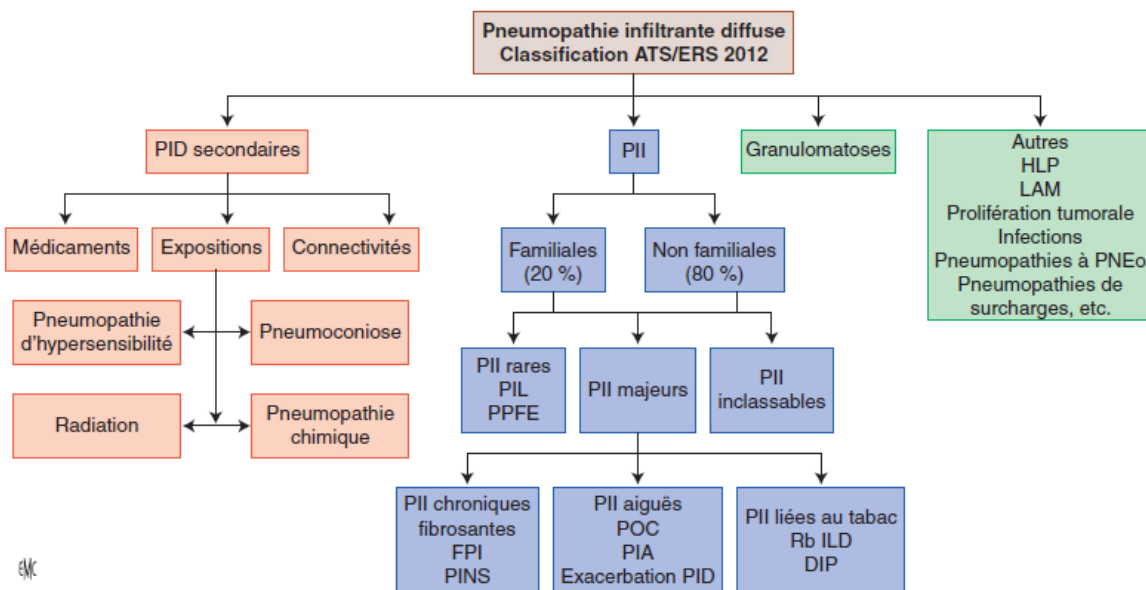 Pneumopathie infiltrante diffuse
Classification ATS/ERS 2012
PID secondaires
PII
Granulomatoses
Autres
HLP
LAM
Prolifération tumorale
Infections
Pneumopathies à PNEo
Pneumopathies de
surcharges, etc.
Médicaments
Expositions
Connectivités
Familiales
(20 %)
Non familiales
(80 %)
Pneumopathie
d'hypersensibilité
Pneumoconiose
Radiation
Pneumopathie
chimique
PII rares
PIL
PPFE
PII majeurs
PII
inclassables
PII chroniques
fibrosantes
FPI
PINS
PII aiguës
POC
PIA
Exacerbation PID
PII liées au tabac
Rb ILD
DIP
EMC